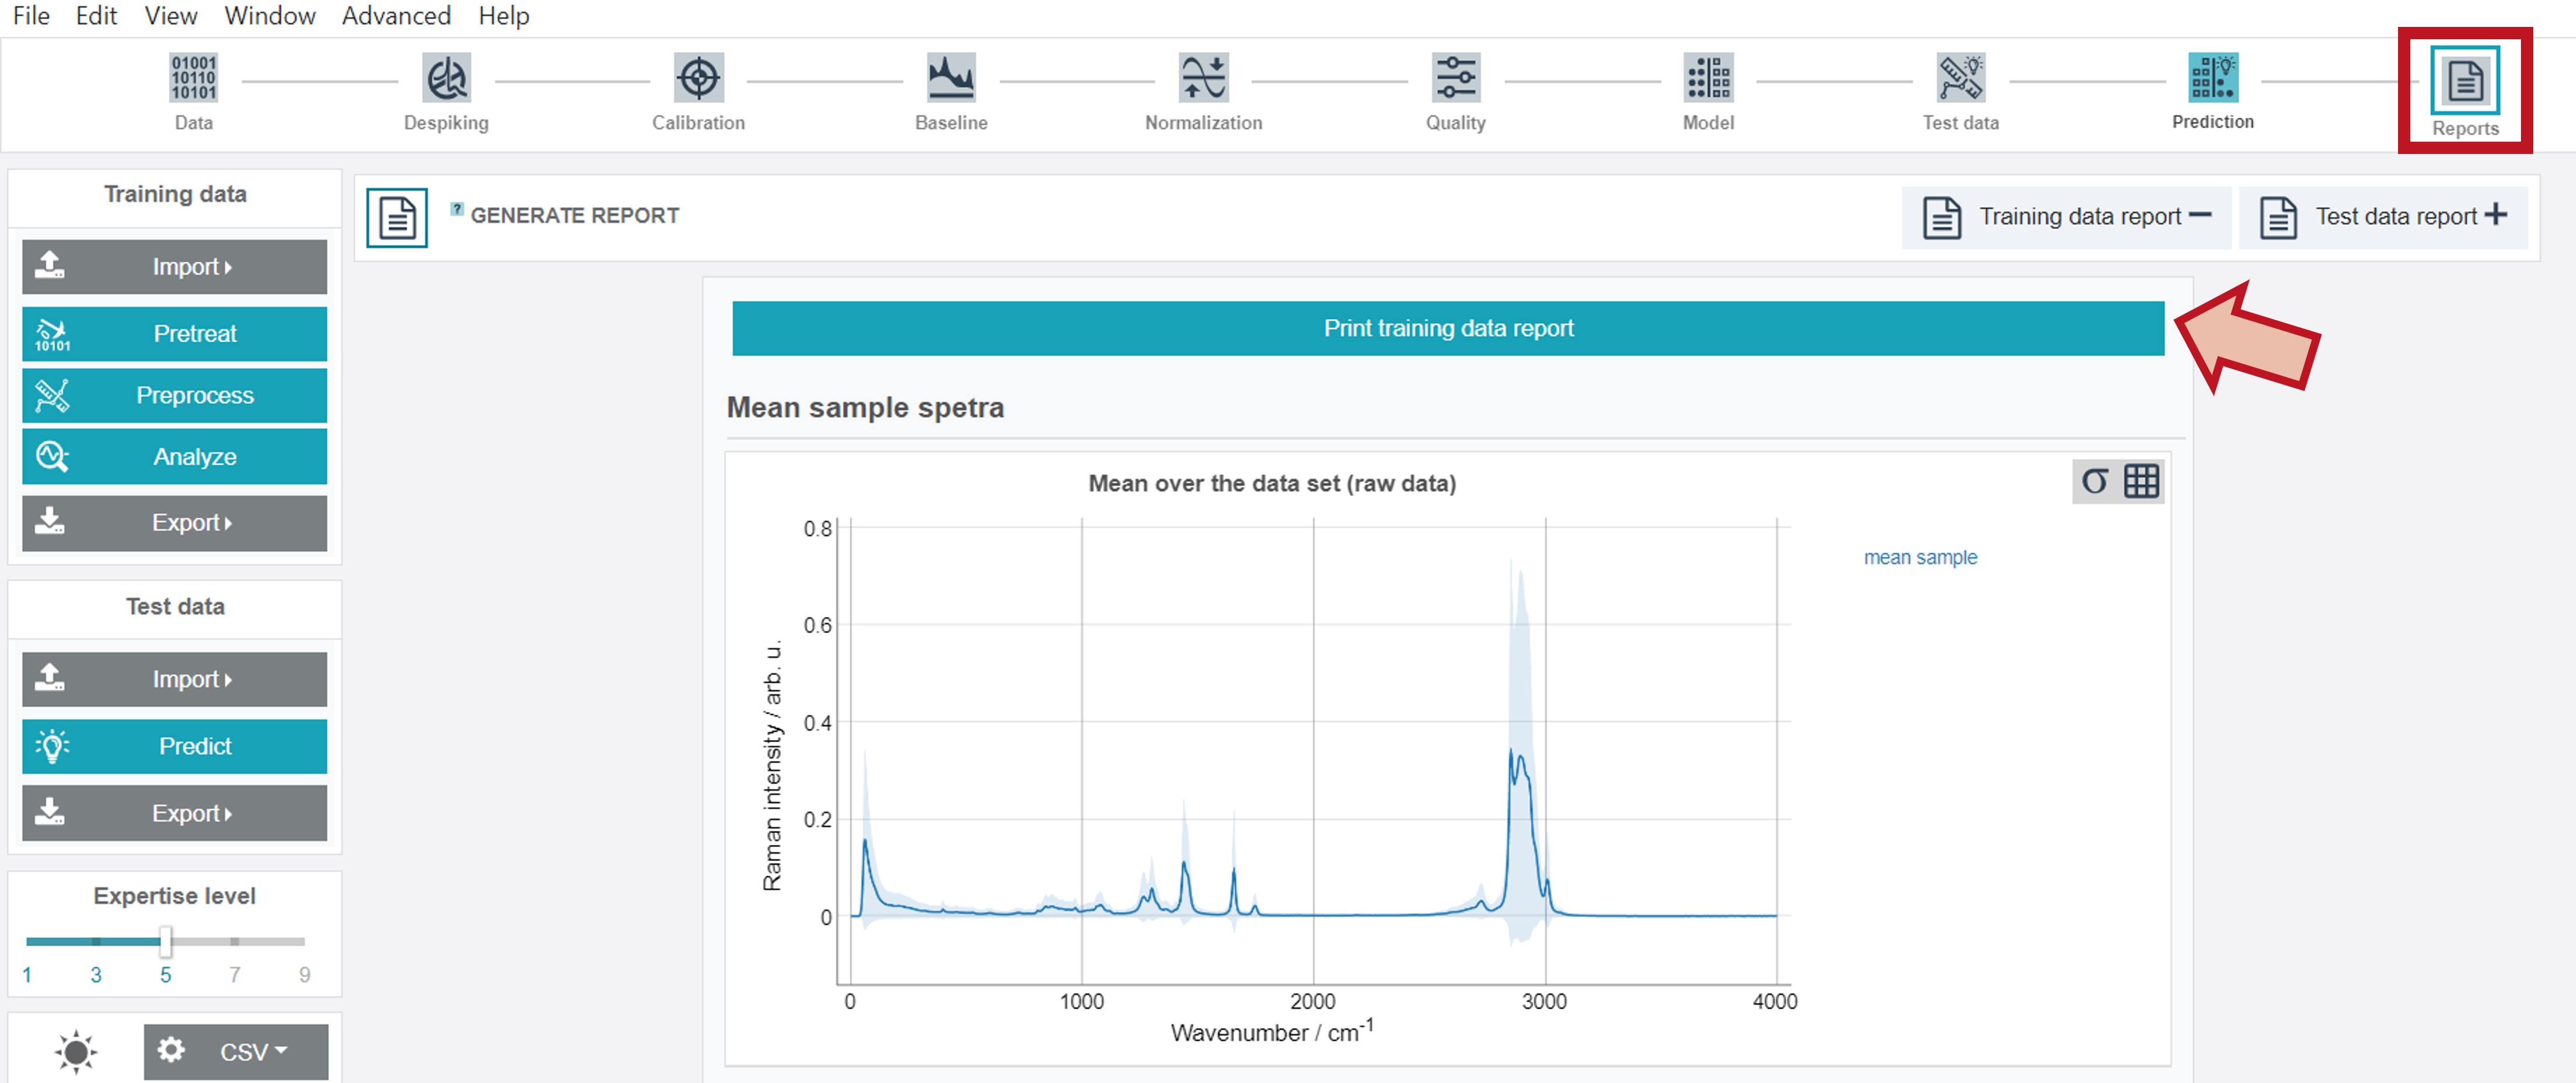 File Edit View Window Advanced Help
01001
10110
10101
Data Despiking Calibration Baseline Normalization Quality Model Test data Prediction Reports
Training data
Import
10101 Pretreat
Preprocess
Analyze
Export
Test data
Import
Predict
Export
Expertise level
1 3 5 7 9
CSV
? GENERATE REPORT
Training data report Test data report
Print training data report
Mean sample spetra
Mean over the data set (raw data)
σ
mean sample
Raman intensity / arb. u.
0.8
0.6
0.4
0.2
0
0 1000 2000 3000 4000
Wavenumber / cm⁻¹